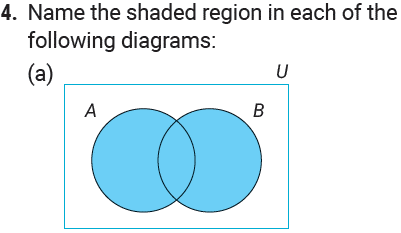 4. Name the shaded region in each of the
following diagrams:
(a)
U
A
B